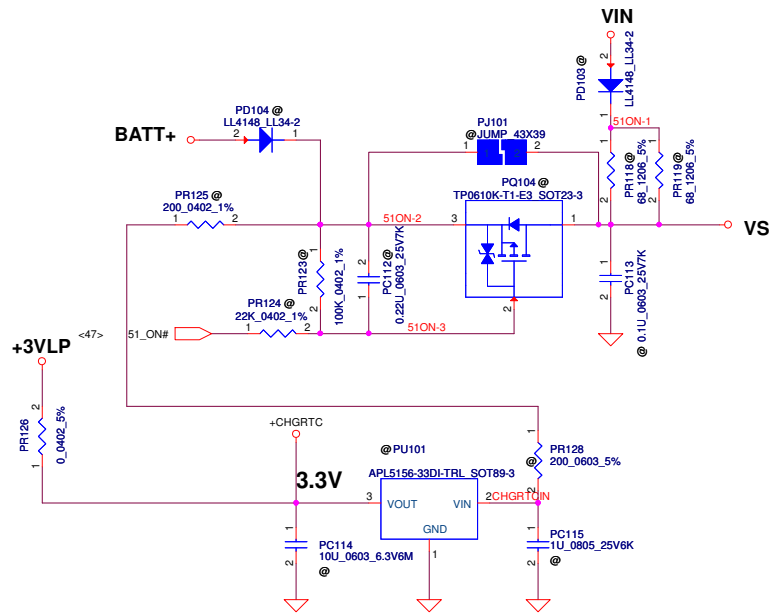 VIN
PD103 @
LL4148_LL34-2
2
1
51ON-1
PD104 @
LL4148_LL34-2
BATT+
2
1
PJ101
@ JUMP_43X39
1
2
PR118@
68_1206_5%
1
2
PR119@
68_1206_5%
1
2
PQ104 @
TP0610K-T1-E3_SOT23-3
PR125 @
200_0402_1%
1
2
51ON-2
3
1
2
VS
PR123@
100K_0402_1%
1
2
PC112@
0.22U_0603_25V7K
2
1
PC113
@ 0.1U_0603_25V7K
1
2
PR124 @
22K_0402_1%
<47>
51_ON#
1
2
51ON-3
+3VLP
PR126
0_0402_5%
2
1
+CHGRTC
3.3V
@ PU101
APL5156-33DI-TRL_SOT89-3
3
VOUT
VIN
2
CHGRTCIN
GND
1
PR128
@
200_0603_5%
1
2
PC114
10U_0603_6.3V6M
@
1
2
PC115
1U_0805_25V6K
@
1
2